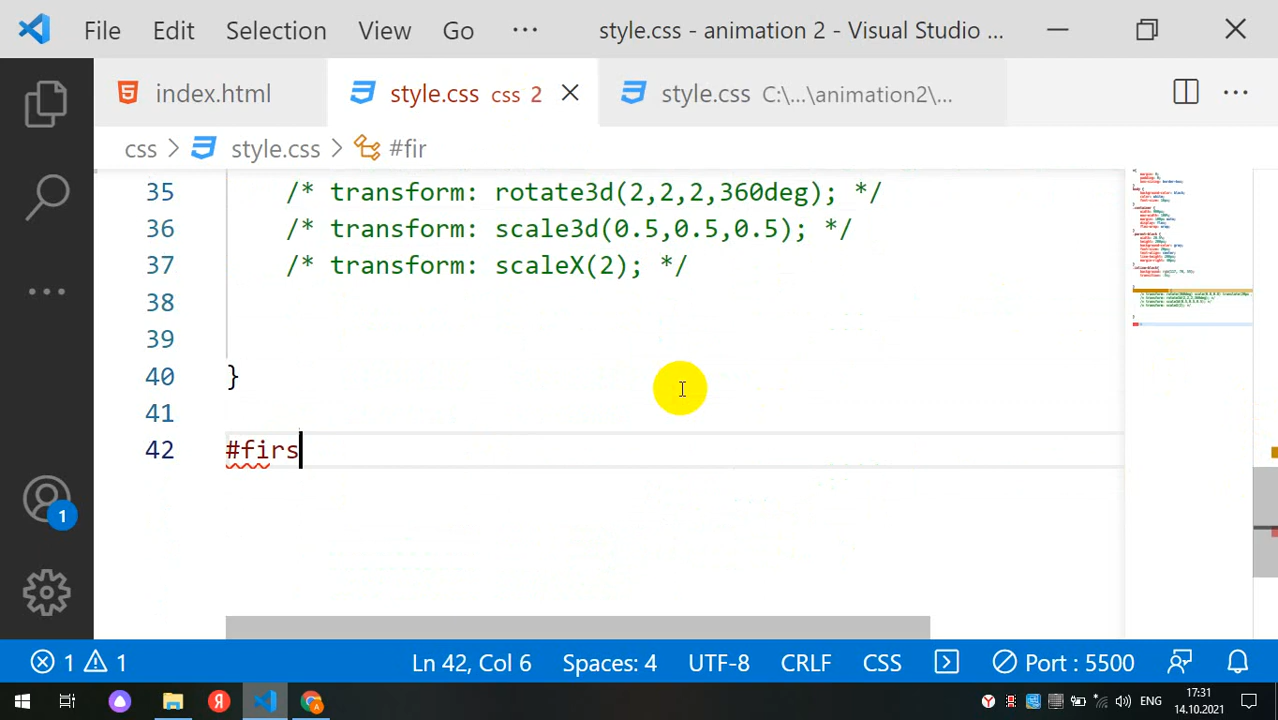 File Edit Selection View Go ··· style.css - animation 2 - Visual Studio ...
index.html style.css css 2 style.css C:\...\animation2\...
css > style.css > #fir
35 /* transform: rotate3d(2,2,2,360deg); */
36 /* transform: scale3d(0.5,0.5,0.5); */
37 /* transform: scaleX(2); */
38
39
40 }
41
42 #firs
1
1 1 Ln 42, Col 6 Spaces: 4 UTF-8 CRLF CSS Port : 5500
Я Y ENG 17:31
14.10.2021